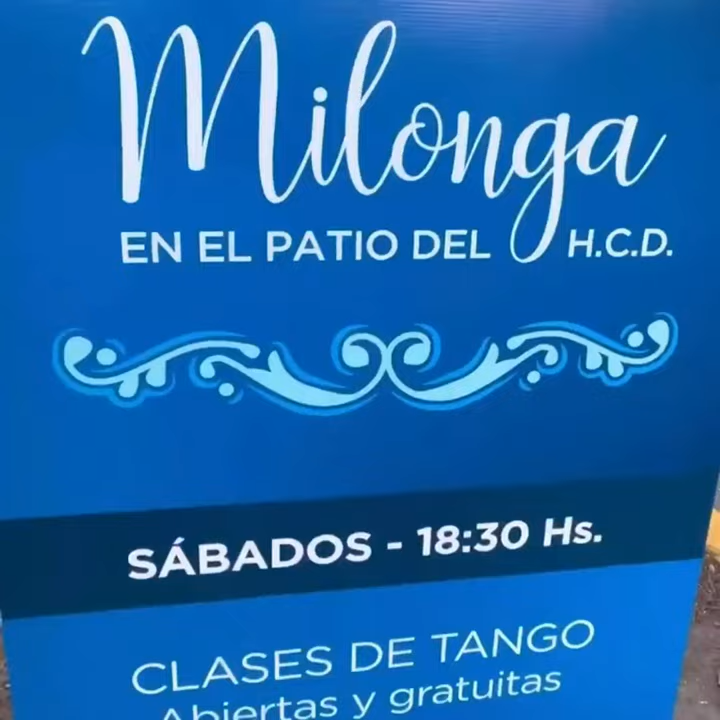 Milonga
EN EL PATIO DEL H.C.D.
SÁBADOS - 18:30 Hs.
CLASES DE TANGO
Abiertas y gratuitas